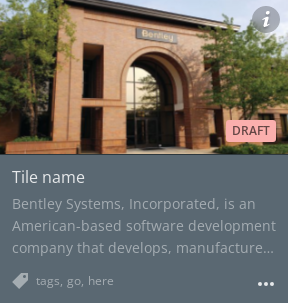 Bentley
DRAFT
Tile name
Bentley Systems, Incorporated, is an
American-based software development
company that develops, manufacture...
tags, go, here